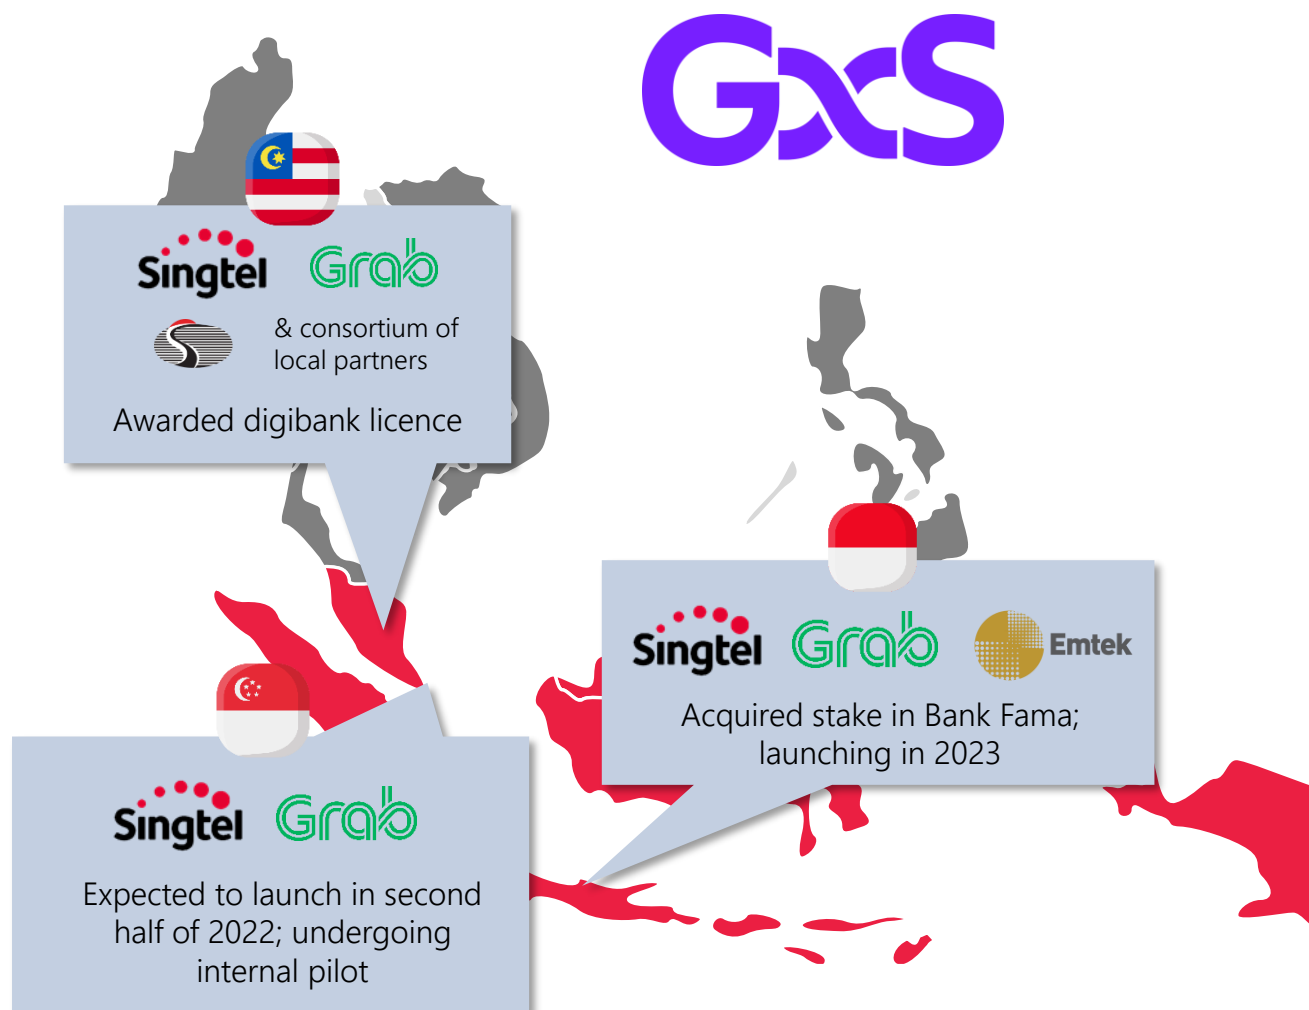 GXS
Singtel Grab
& consortium of
local partners
Awarded digibank licence
Singtel Grab Emtek
Acquired stake in Bank Fama;
launching in 2023
Singtel Grab
Expected to launch in second
half of 2022; undergoing
internal pilot